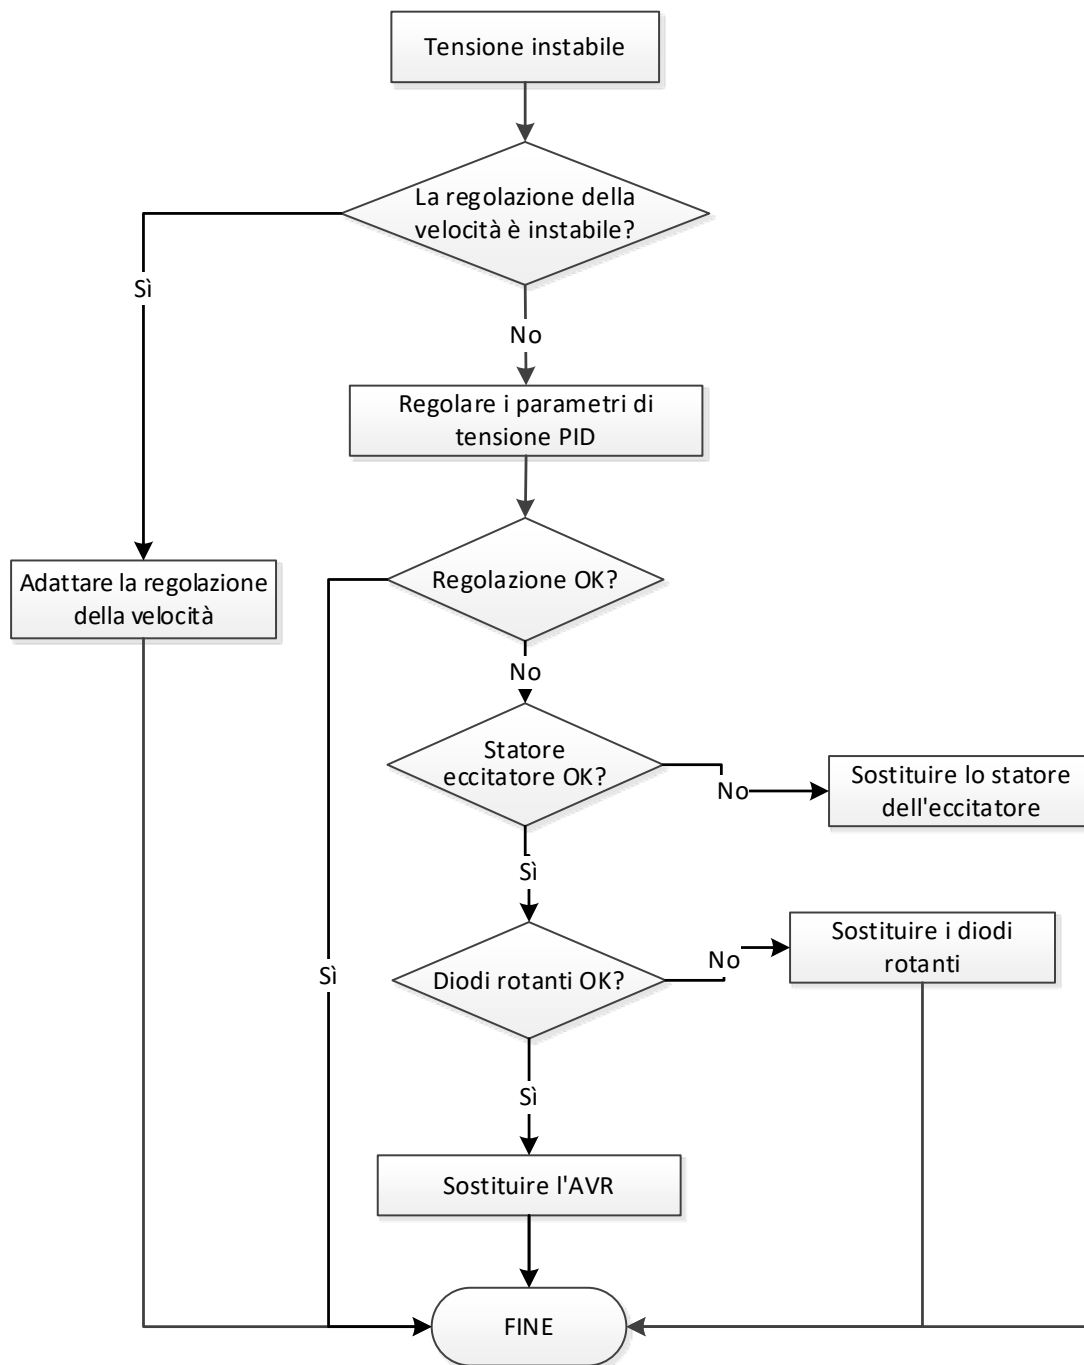 Tensione instabile
La regolazione della
velocità è instabile?
Sì
No
Regolare i parametri di
tensione PID
Adattare la regolazione
della velocità
Regolazione OK?
No
Statore
eccitatore OK?
No
Sostituire lo statore
dell'eccitatore
Sì
Sostituire i diodi
rotanti
No
Diodi rotanti OK?
Sì
Sì
Sostituire l'AVR
FINE